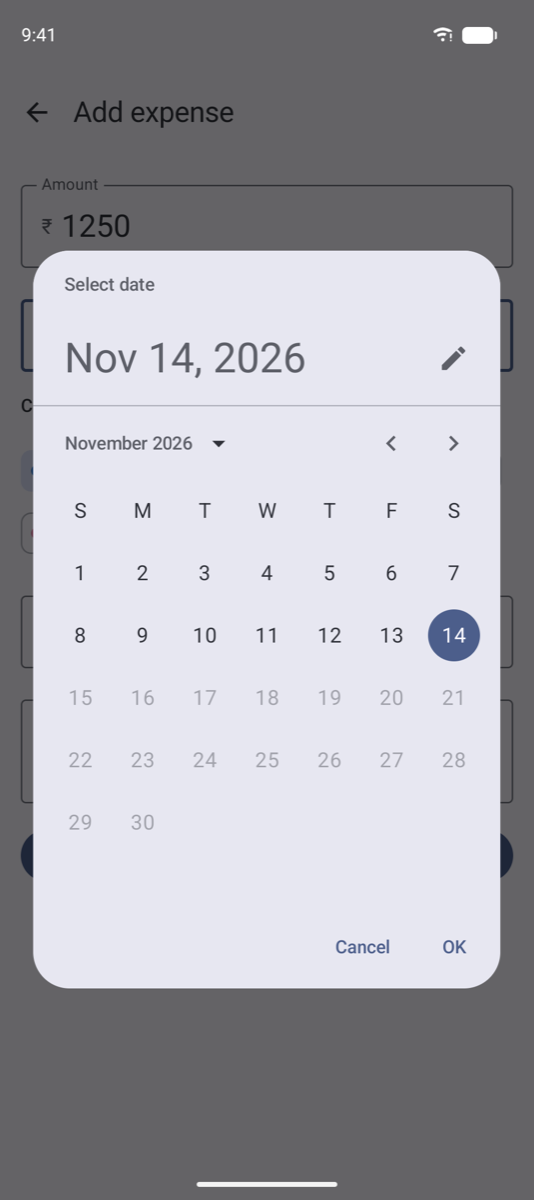 9:41
Add expense
Amount
₹ 1250
Select date
Nov 14, 2026
C
November 2026
S M T W T F S
1 2 3 4 5 6 7
8 9 10 11 12 13 14
15 16 17 18 19 20 21
22 23 24 25 26 27 28
29 30
Cancel OK